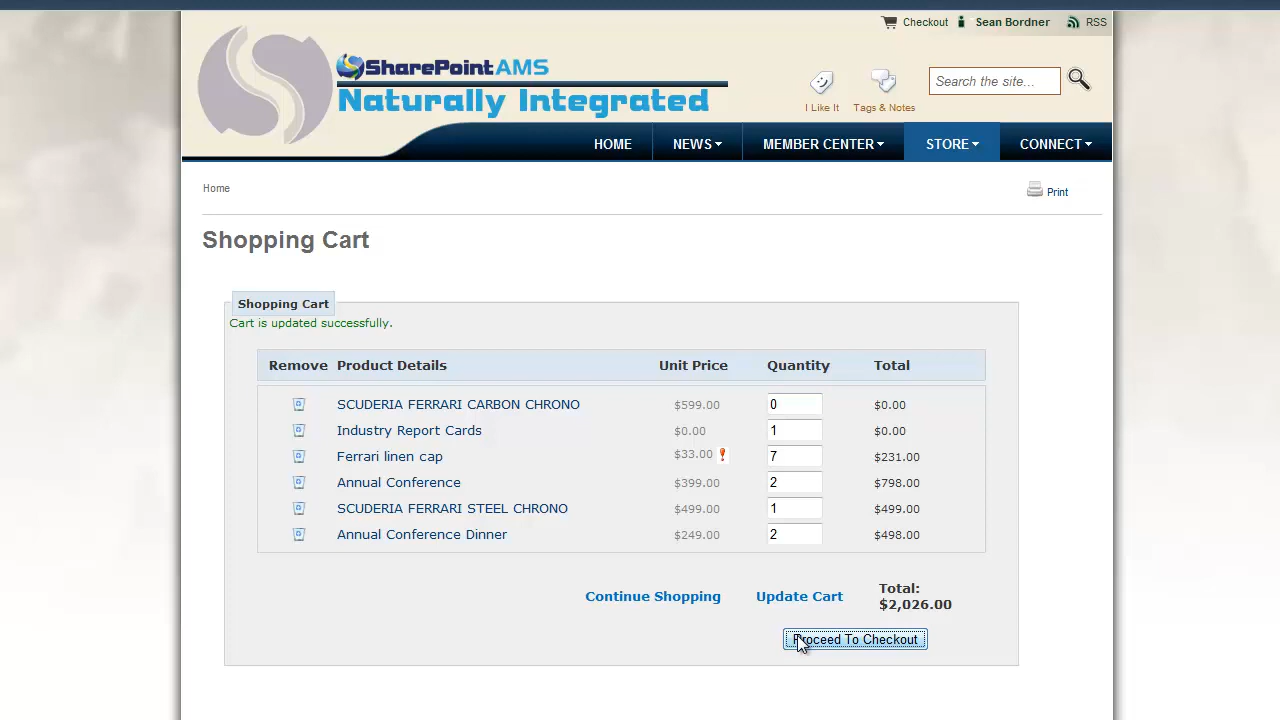 Checkout Sean Bordner RSS
SharePointAMS
Naturally Integrated
I Like It Tags & Notes Search the site...
HOME NEWS MEMBER CENTER STORE CONNECT
Home Print
Shopping Cart
Shopping Cart
Cart is updated successfully.
Remove Product Details Unit Price Quantity Total
SCUDERIA FERRARI CARBON CHRONO $599.00 0 $0.00
Industry Report Cards $0.00 1 $0.00
Ferrari linen cap $33.00 ! 7 $231.00
Annual Conference $399.00 2 $798.00
SCUDERIA FERRARI STEEL CHRONO $499.00 1 $499.00
Annual Conference Dinner $249.00 2 $498.00
Continue Shopping Update Cart Total:
$2,026.00
Proceed To Checkout